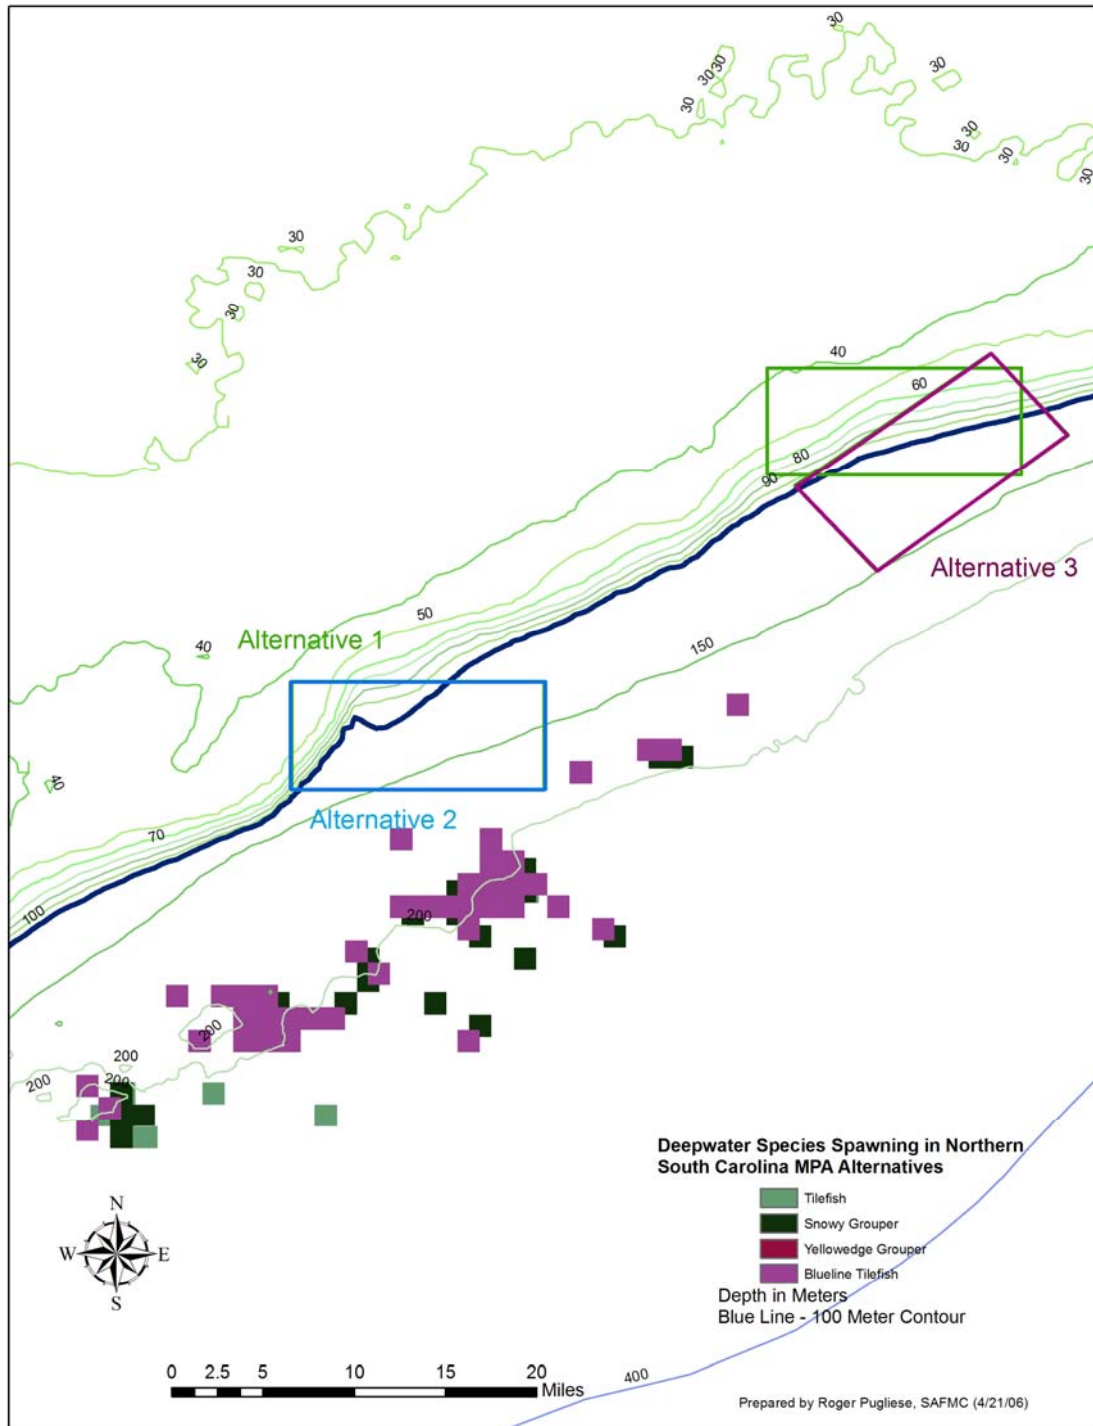 30
30
30
30
30
30
30
30
30
30
30
30
30
30
40
60
80
90
Alternative 3
50
40
Alternative 1
150
40
Alternative 2
70
100
200
200
200
200
200
Deepwater Species Spawning in Northern
South Carolina MPA Alternatives
Tilefish
Snowy Grouper
Yellowedge Grouper
Blueline Tilefish
Depth in Meters
Blue Line - 100 Meter Contour
N
W E
S
0 2.5 5 10 15 20
Miles
400
Prepared by Roger Pugliese, SAFMC (4/21/06)